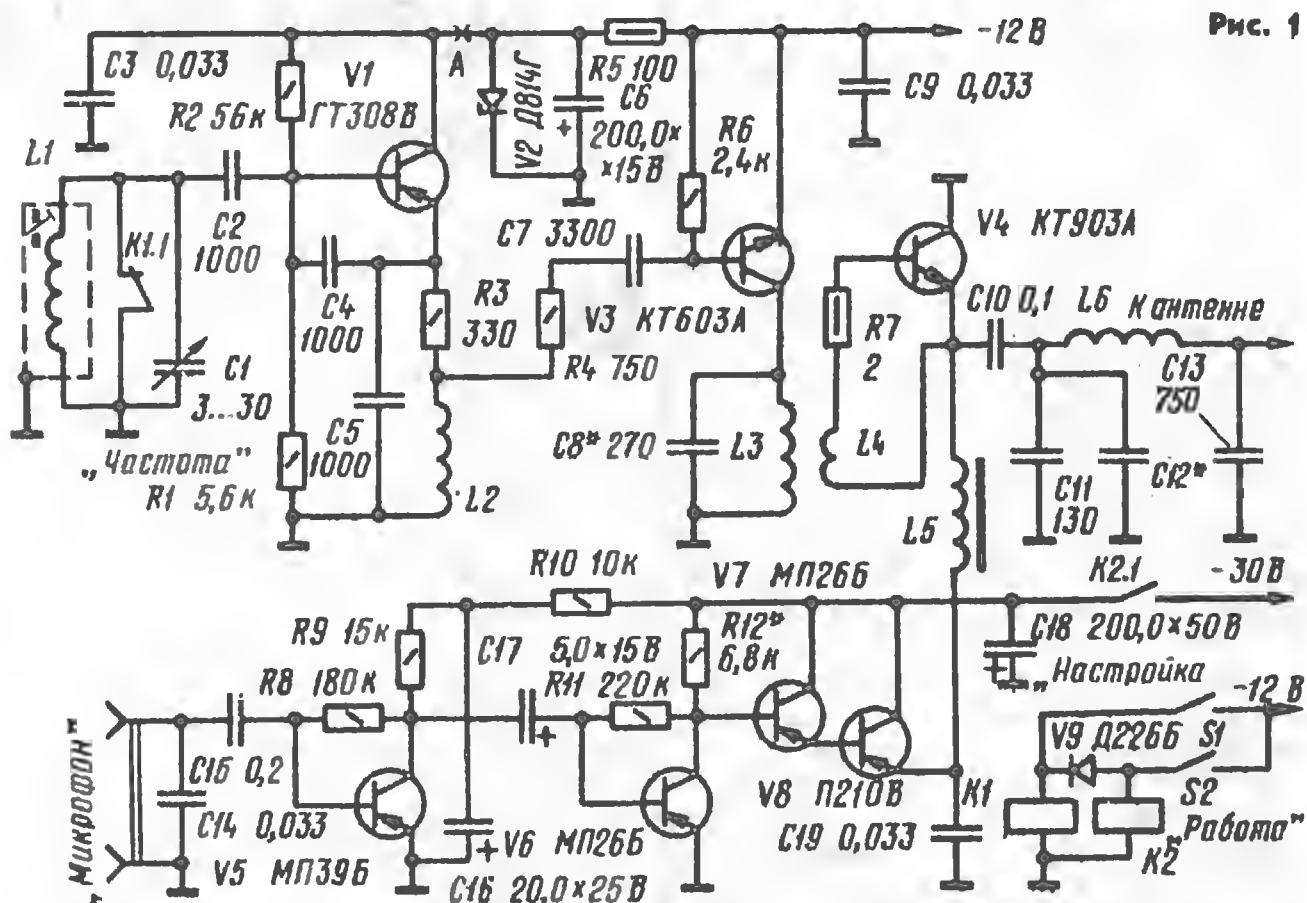 Рис. 1
-12 В
C3 0,033
V1
ГТ308В
R2 56к
A
V2 Д814Г
R5 100
C6
200,0×
×15В
C9 0,033
R6
2,4к
L1
K1.1
C2
1000
C7 3300
V4 КТ903А
C4
1000
R3
330
V3 КТ603А
R4 750
R7
2
C10 0,1
L6
К антенне
C1
3...30
C13
750
„Частота"
R1 5,6к
C5
1000
L2
C8* 270
L3
L4
C11
130
C12*
L5
R10 10к
V7 МП26Б
K2.1
-30В
R9 15к
C17
5,0×15В
R12*
6,8к
C18 200,0×50В
R8 180к
R11 220к
„Настройка
-12 В
„Микрофон"
C15 0,2
C14 0,033
V9 Д226Б
S1
S2
V8 П210В
K1
„Работа"
V5 МП39Б
V6 МП26Б
C19 0,033
K2
C16 20,0×25В